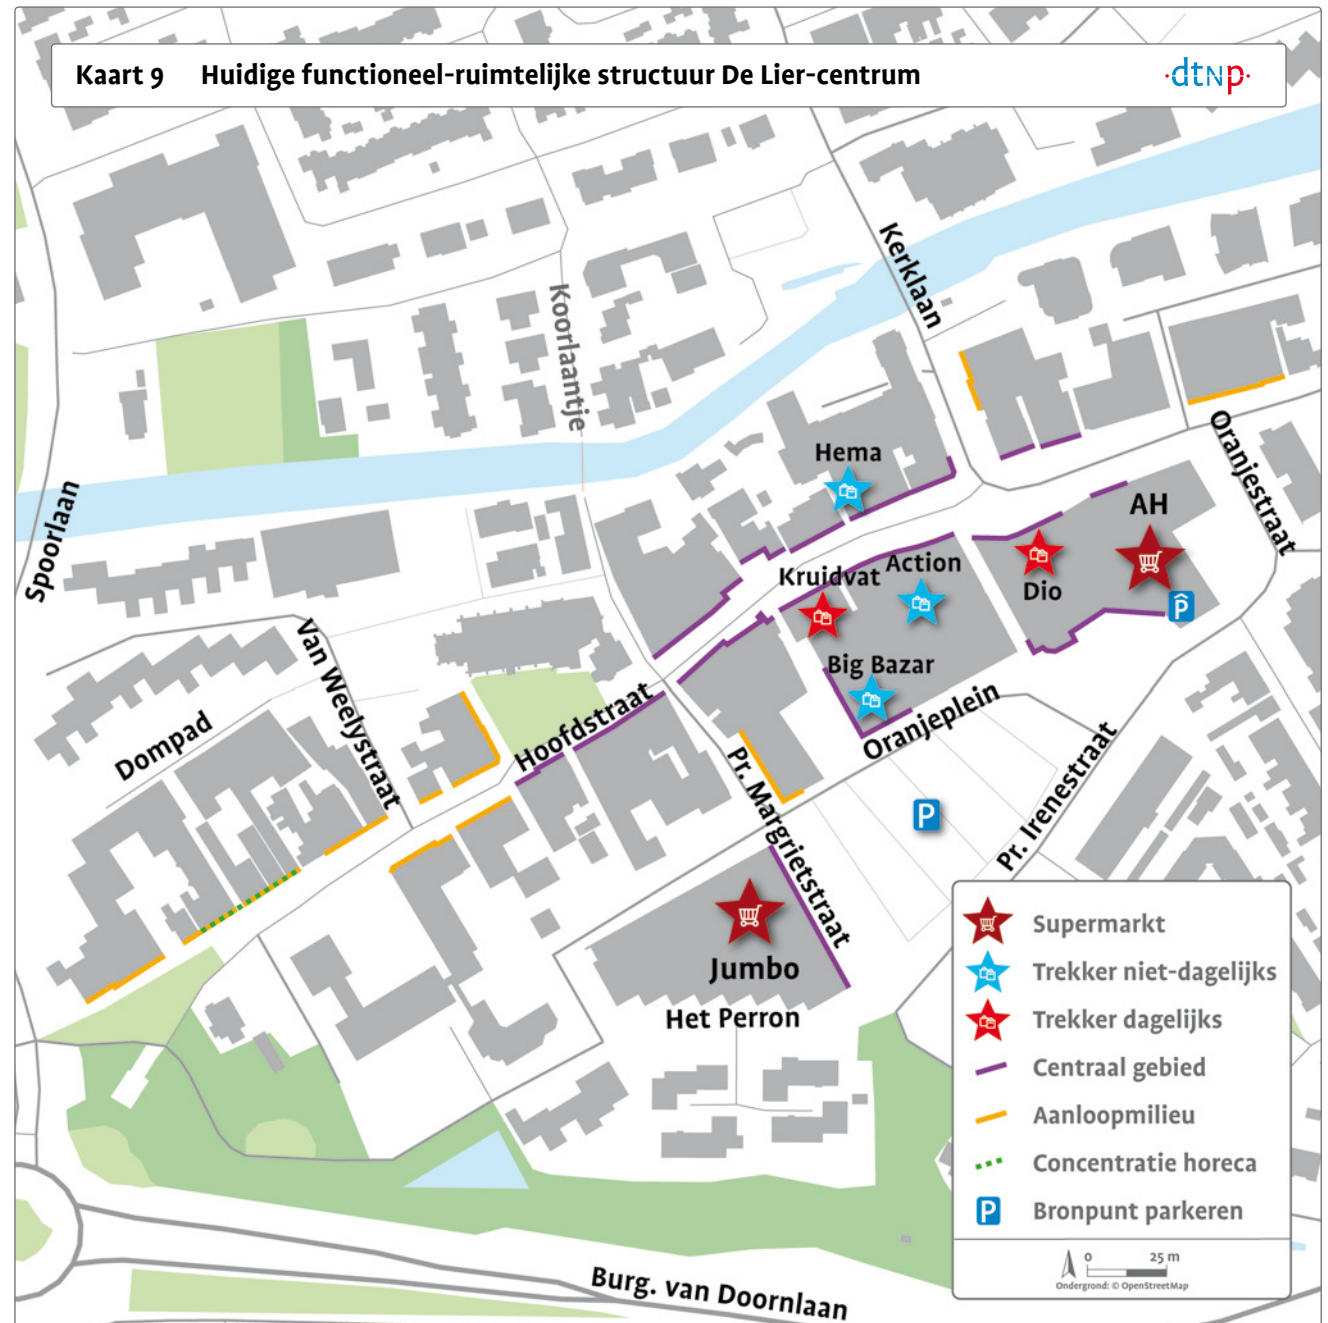 Kaart 9 Huidige functioneel-ruimtelijke structuur De Lier-centrum
·dtnp·
Kerklaan
Koorlaantje
Oranjestraat
Hema
Spoorlaan
AH
Kruidvat
Action
Dio
P
Van Weelystraat
Big Bazar
Dompad
Hoofdstraat
Oranjeplein
Pr. Margrietstraat
Pr. Irenestraat
P
Jumbo
Het Perron
Supermarkt
Trekker niet-dagelijks
Trekker dagelijks
Centraal gebied
Aanloopmilieu
Concentratie horeca
P Bronpunt parkeren
0 25 m
Ondergrond: © OpenStreetMap
Burg. van Doornlaan